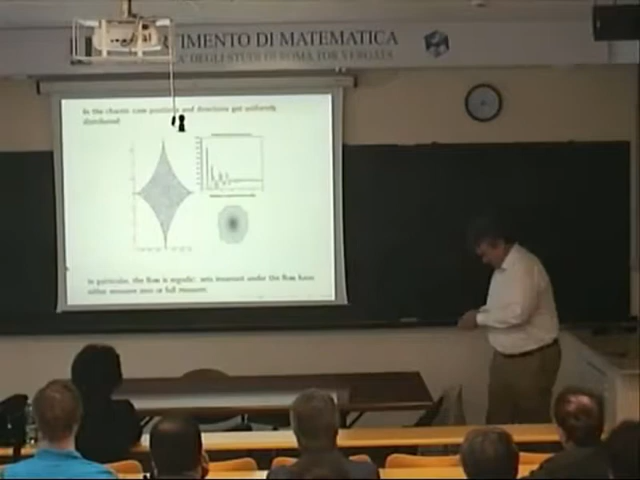 TIMENTO DI MATEMATICA
A' DEGLI STUDI DI ROMA TOR VERGATA
In the chaotic case positions and directions get uniformly
distributed
In particular, the flow is ergodic: sets invariant under the flow have
either measure zero or full measure.